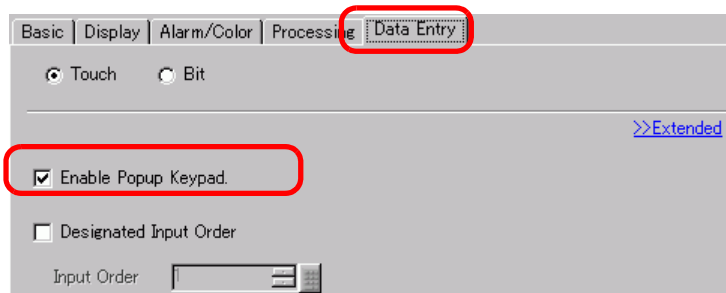 Basic Display Alarm/Color Processing Data Entry
Touch Bit
>>Extended
Enable Popup Keypad.
Designated Input Order
Input Order 1